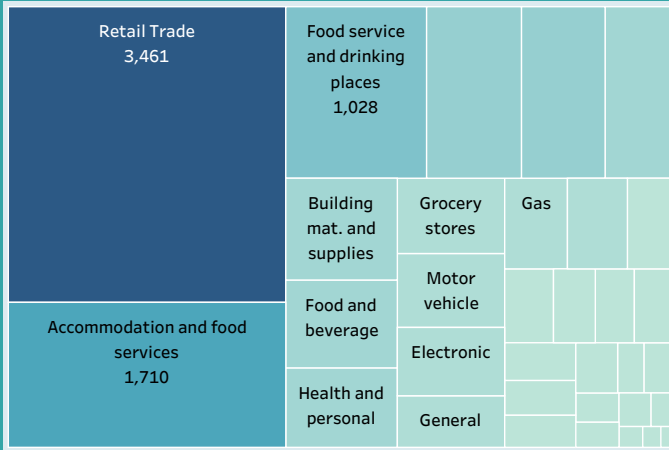 Retail Trade
3,461
Food service
and drinking
places
1,028
Building
mat. and
supplies
Grocery
stores
Gas
Motor
vehicle
Food and
beverage
Accommodation and food
services
1,710
Electronic
Health and
personal
General